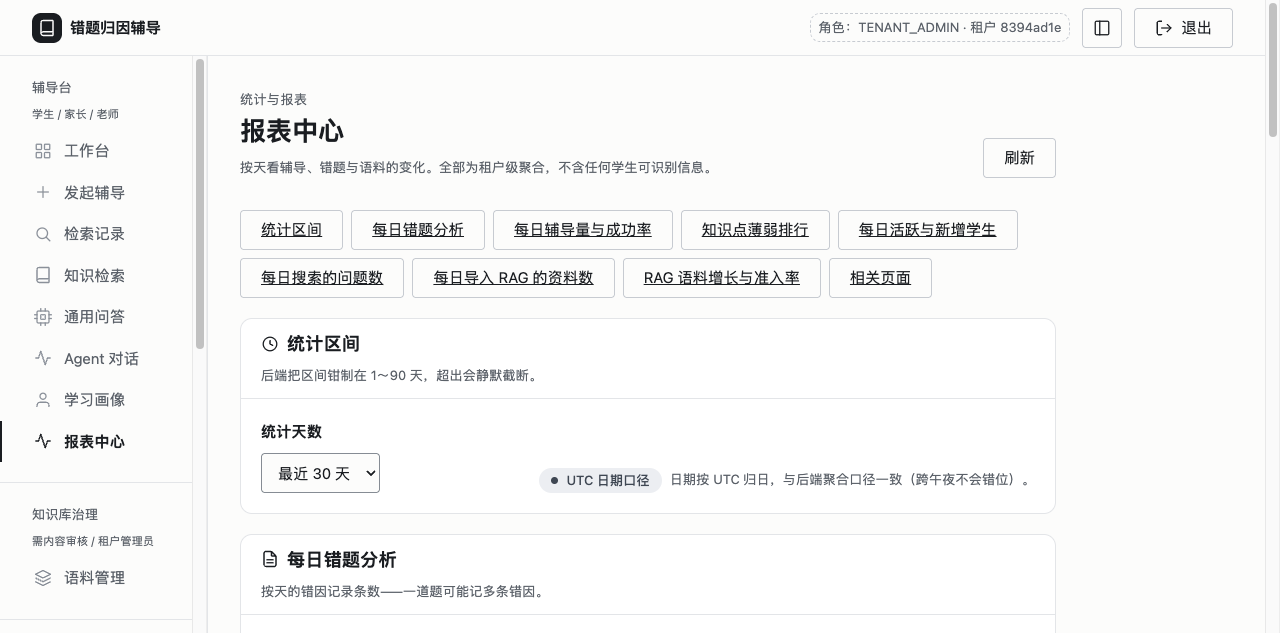 错题归因辅导
角色：TENANT_ADMIN · 租户 8394ad1e
退出
辅导台
学生 / 家长 / 老师
工作台
发起辅导
检索记录
知识检索
通用问答
Agent 对话
学习画像
报表中心
知识库治理
需内容审核 / 租户管理员
语料管理
统计与报表
报表中心
按天看辅导、错题与语料的变化。全部为租户级聚合，不含任何学生可识别信息。
刷新
统计区间
每日错题分析
每日辅导量与成功率
知识点薄弱排行
每日活跃与新增学生
每日搜索的问题数
每日导入 RAG 的资料数
RAG 语料增长与准入率
相关页面
统计区间
后端把区间钳制在 1～90 天，超出会静默截断。
统计天数
最近 30 天
UTC 日期口径
日期按 UTC 归日，与后端聚合口径一致（跨午夜不会错位）。
每日错题分析
按天的错因记录条数——一道题可能记多条错因。